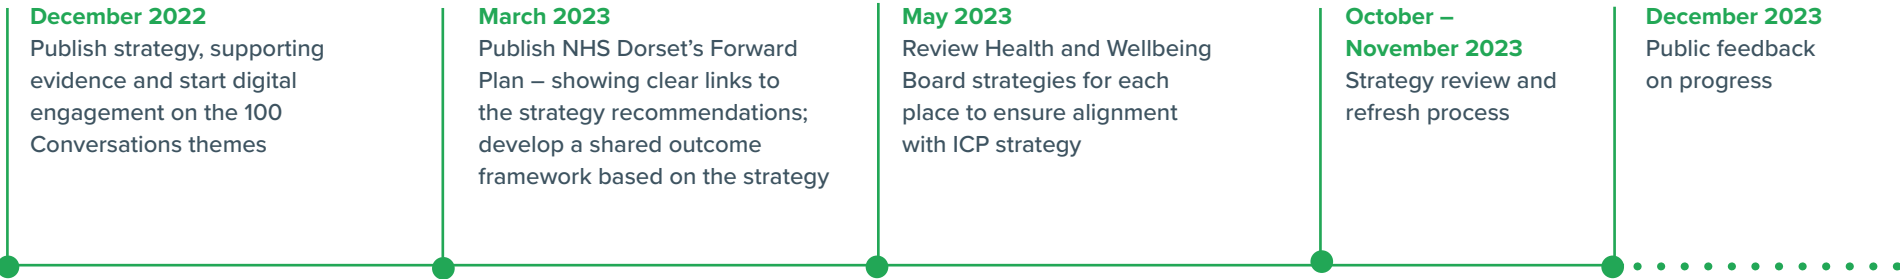 December 2022
Publish strategy, supporting
evidence and start digital
engagement on the 100
Conversations themes
March 2023
Publish NHS Dorset’s Forward
Plan – showing clear links to
the strategy recommendations;
develop a shared outcome
framework based on the strategy
May 2023
Review Health and Wellbeing
Board strategies for each
place to ensure alignment
with ICP strategy
October –
November 2023
Strategy review and
refresh process
December 2023
Public feedback
on progress